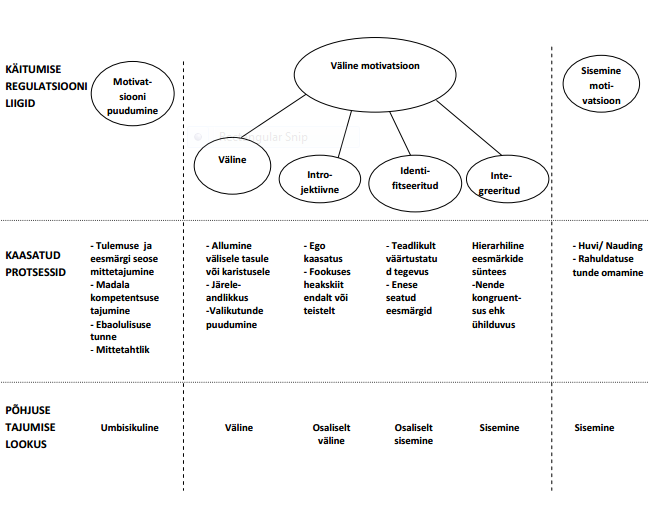 KÄITUMISE
REGULATSIOONI
LIIGID
Motivat-
siooni
puudumine
Väline motivatsioon
Sisemine
moti-
vatsioon
Rectangular Snip
Väline
Intro-
jektiivne
Identi-
fitseeritud
Inte-
greeritud
KAASATUD
PROTSESSID
- Tulemuse ja
eesmärgi seose
mittetajumine
- Madala
kompetentsuse
tajumine
- Ebaolulisuse
tunne
- Mittetahtlik
- Allumine
välisele tasule
või karistusele
- Järele-
andlikkus
-Valikutunde
puudumine
- Ego
kaasatus
- Fookuses
heakskiit
endalt või
teistelt
- Teadlikult
väärtustatu
d tegevus
- Enese
seatud
eesmärgid
Hierarhiline
eesmärkide
süntees
-Nende
kongruent-
sus ehk
ühilduvus
- Huvi/ Nauding
- Rahuldatuse
tunde omamine
PÕHJUSE
TAJUMISE
LOOKUS
Umbisikuline
Väline
Osaliselt
väline
Osaliselt
sisemine
Sisemine
Sisemine